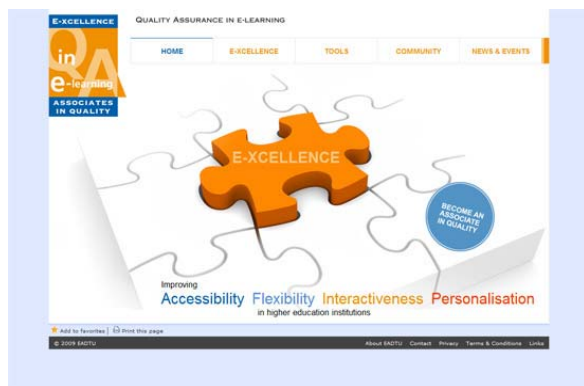 E-XCELLENCE
QUALITY ASSURANCE IN E-LEARNING
HOME E-XCELLENCE TOOLS COMMUNITY NEWS & EVENTS
QA
in
e-learning
ASSOCIATES
IN QUALITY
E-XCELLENCE
BECOME AN
ASSOCIATE
IN QUALITY
Improving
Accessibility Flexibility Interactiveness Personalisation
in higher education institutions
Add to favorites | Print this page
© 2009 EADTU About EADTU Contact Privacy Terms & Conditions Links